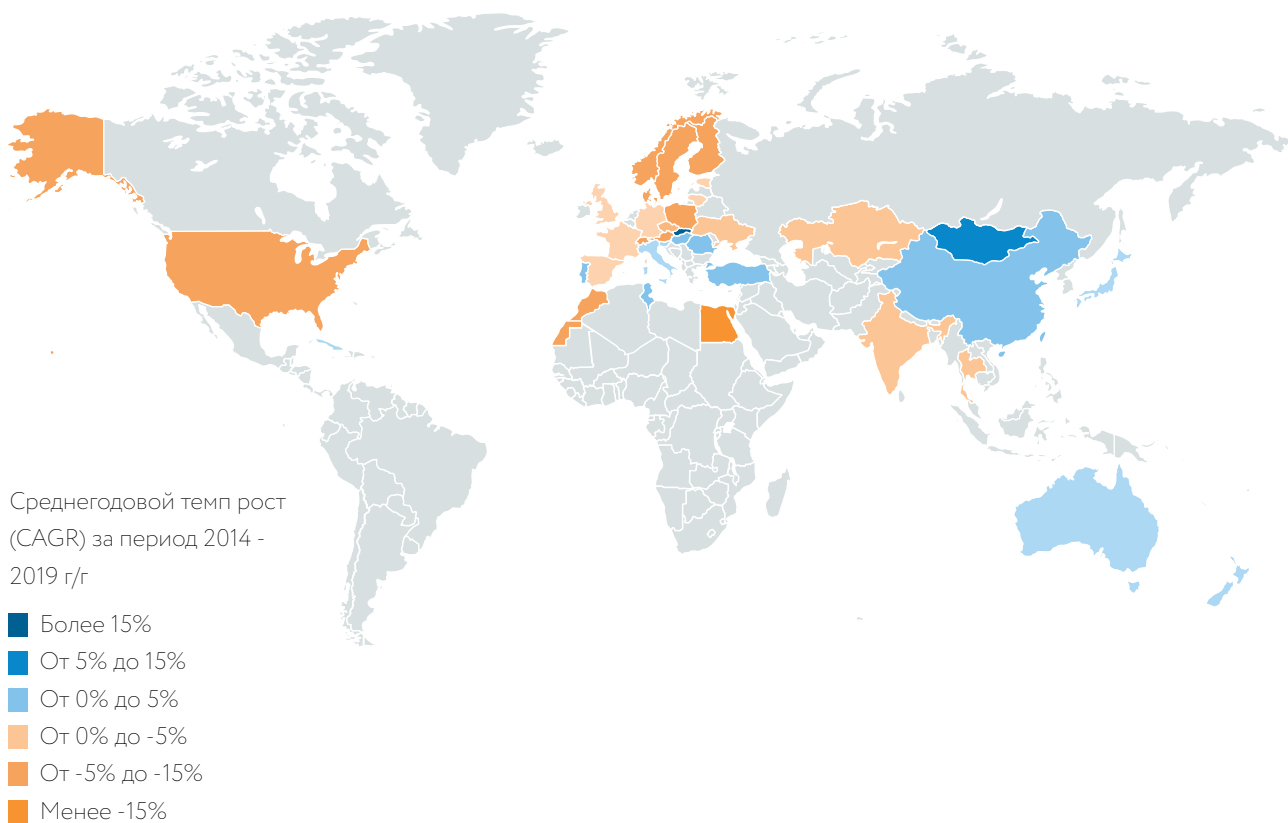 Среднегодовой темп рост
(CAGR) за период 2014 -
2019 г/г
Более 15%
От 5% до 15%
От 0% до 5%
От 0% до -5%
От -5% до -15%
Менее -15%